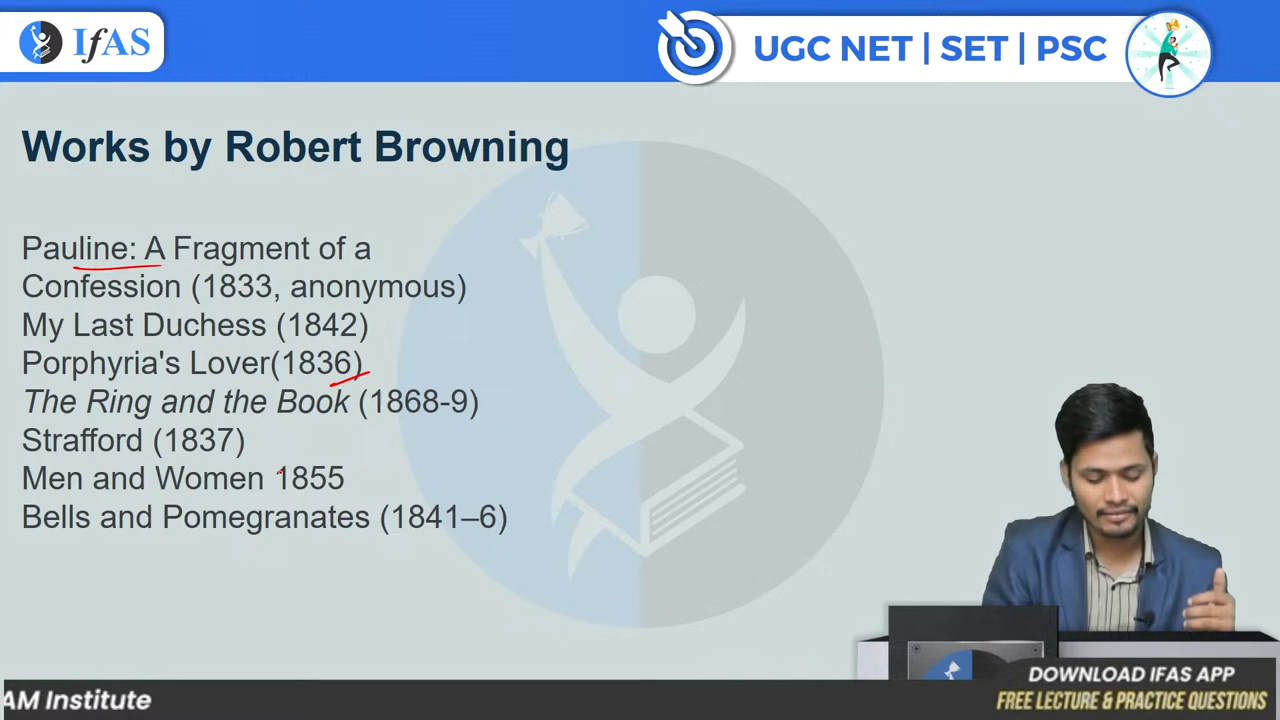 IfAS
UGC NET | SET | PSC
Works by Robert Browning
Pauline: A Fragment of a
Confession (1833, anonymous)
My Last Duchess (1842)
Porphyria's Lover(1836)
The Ring and the Book (1868-9)
Strafford (1837)
Men and Women 1855
Bells and Pomegranates (1841–6)
AM Institute
DOWNLOAD IFAS APP
FREE LECTURE & PRACTICE QUESTIONS